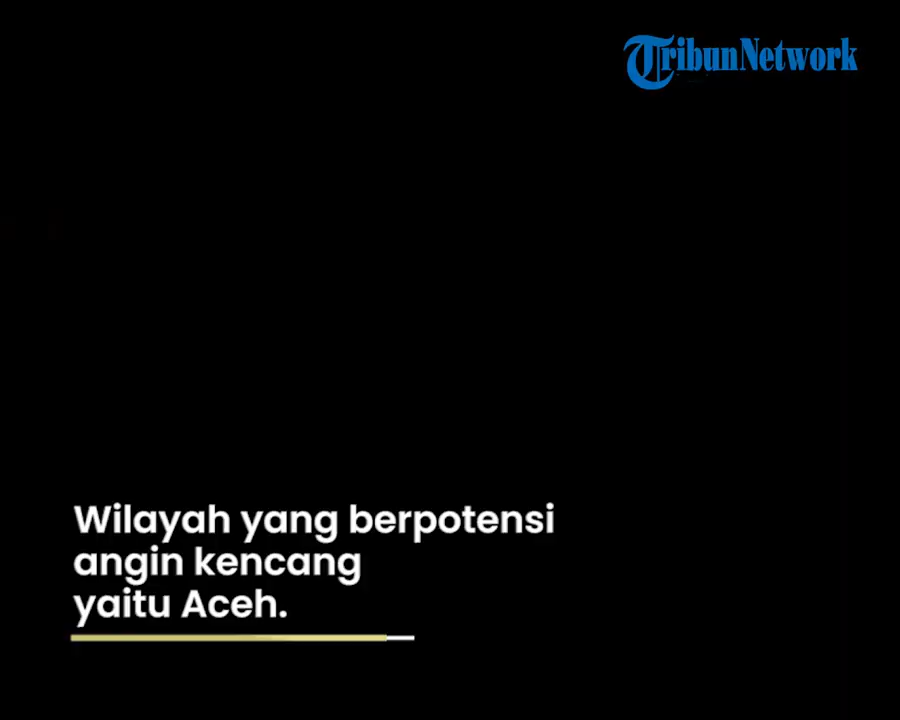 TribunNetwork
Wilayah yang berpotensi
angin kencang
yaitu Aceh.